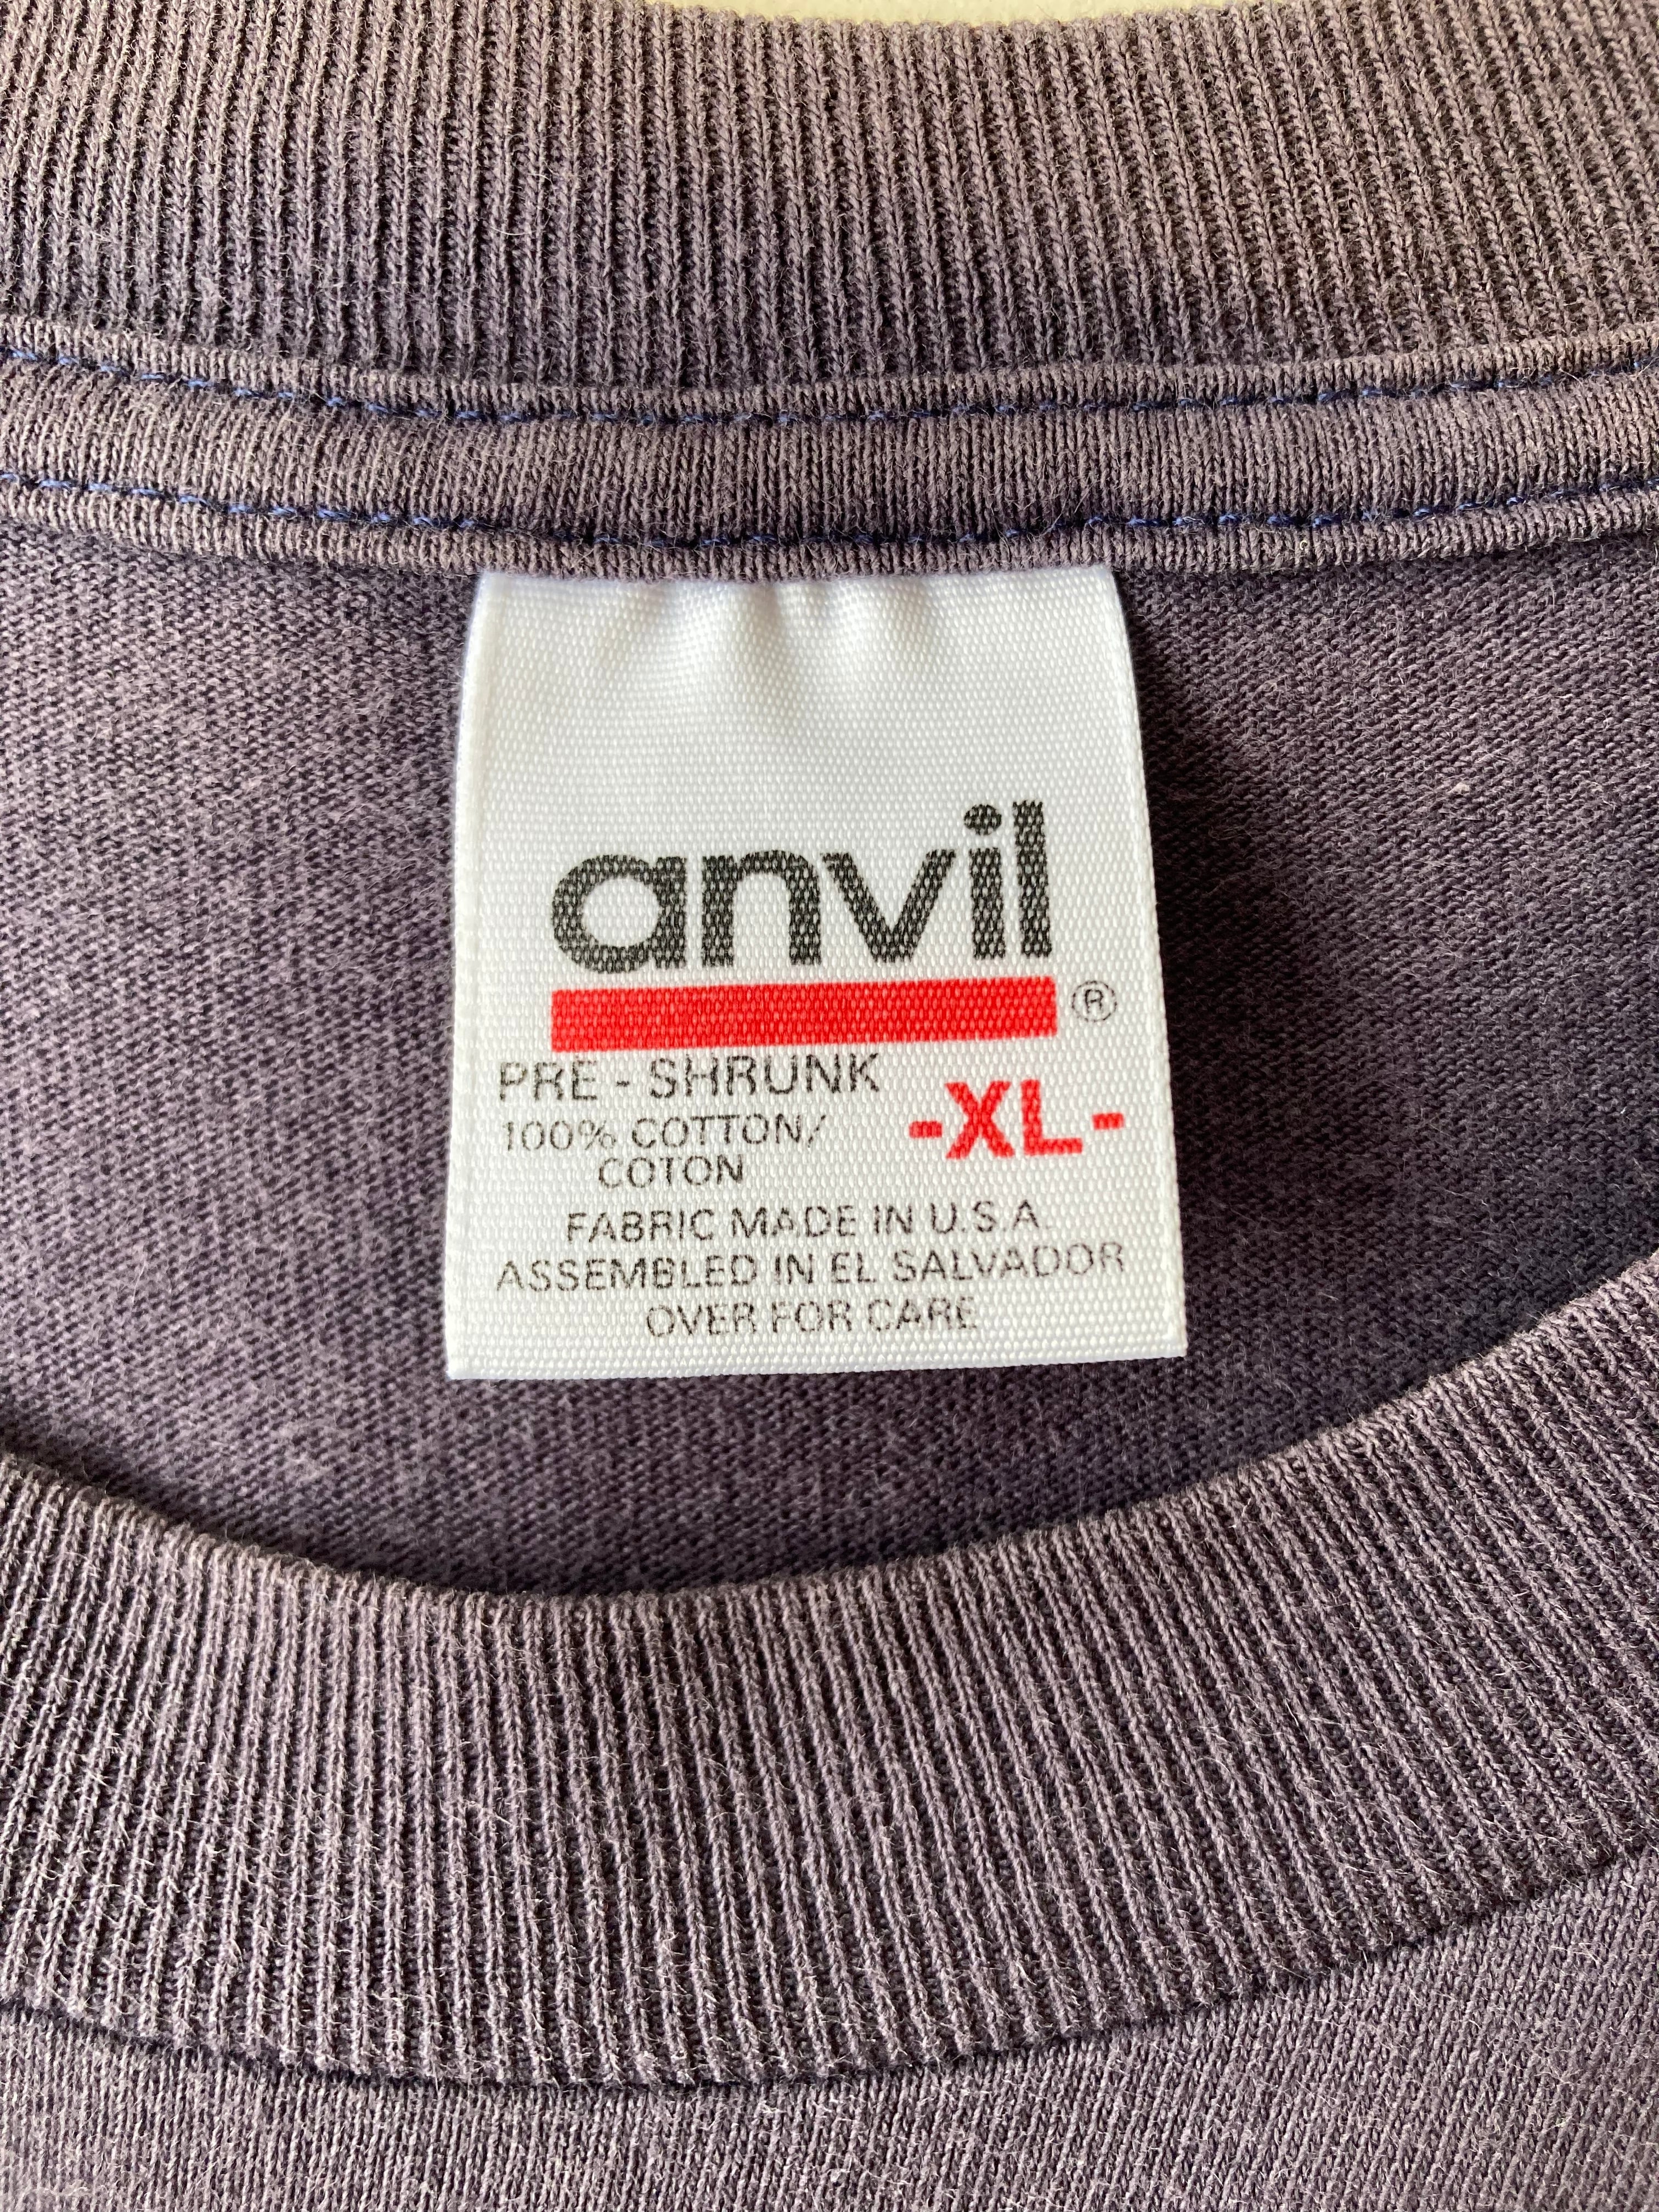 anvil
®
PRE - SHRUNK
-XL-
100% COTTON/
COTON
FABRIC MADE IN U.S.A.
ASSEMBLED IN EL SALVADOR
OVER FOR CARE